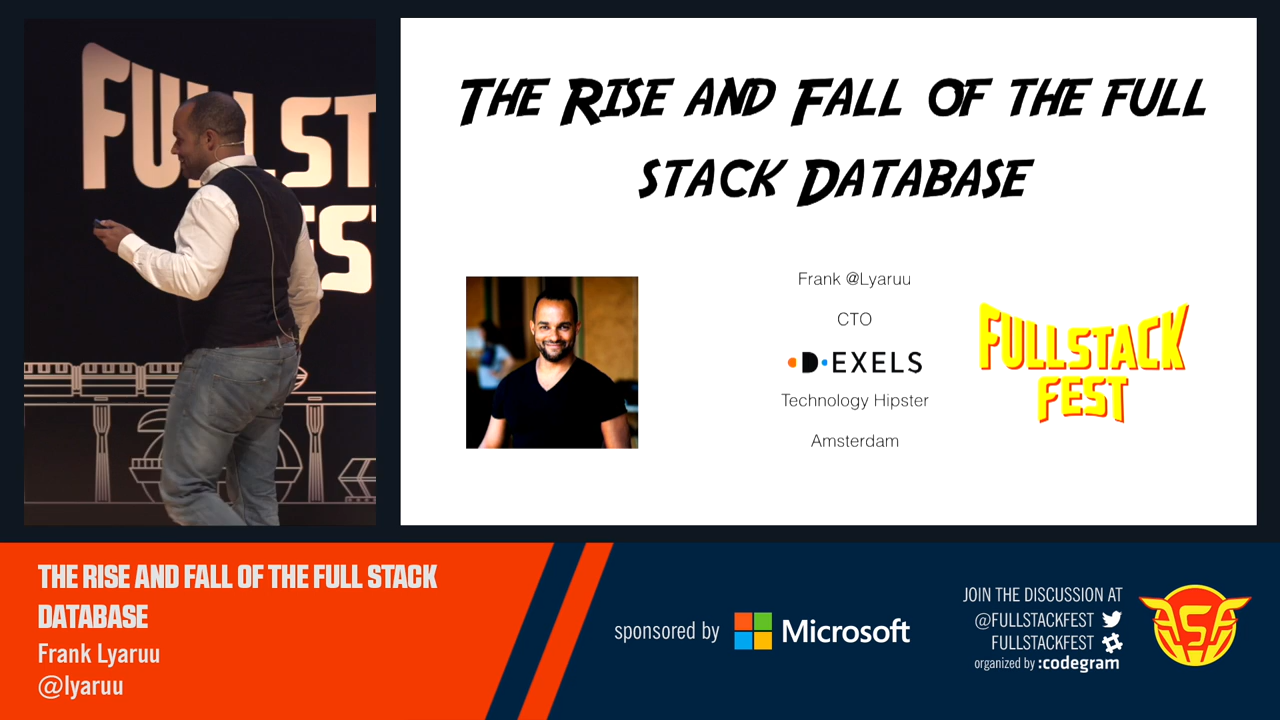 FULLST
FEST
THE RISE AND FALL OF THE FULL
STACK DATABASE
Frank @Lyaruu
CTO
DEXELS
Technology Hipster
Amsterdam
FULLSTACK
FEST
THE RISE AND FALL OF THE FULL STACK
DATABASE
Frank Lyaruu
@lyaruu
sponsored by Microsoft
JOIN THE DISCUSSION AT
@FULLSTACKFEST
FULLSTACKFEST
organized by :codegram
FSF